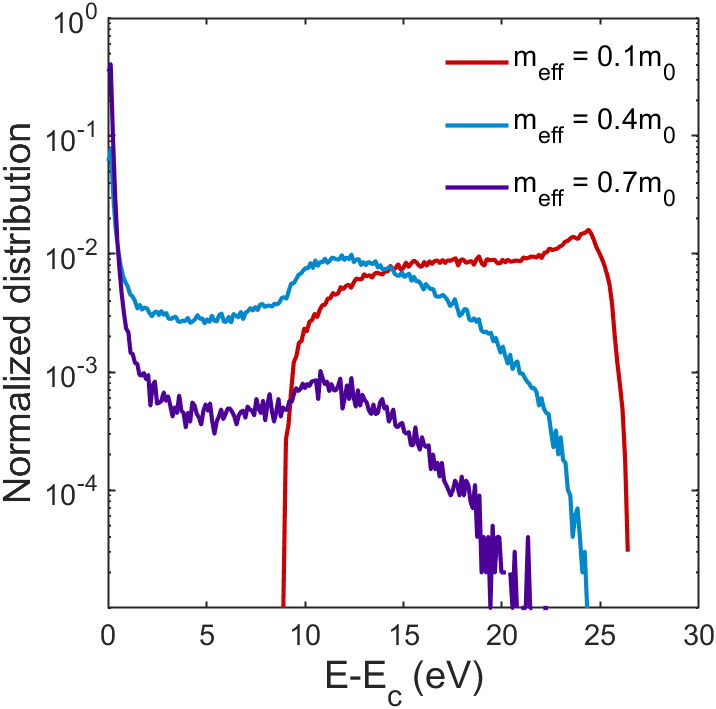 10^0
10^-1
10^-2
10^-3
10^-4
Normalized distribution
m_eff = 0.1m_0
m_eff = 0.4m_0
m_eff = 0.7m_0
0 5 10 15 20 25 30
E-E_c (eV)